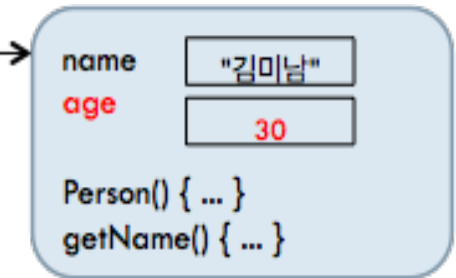 name "김미남"
age 30
Person() { ... }
getName() { ... }